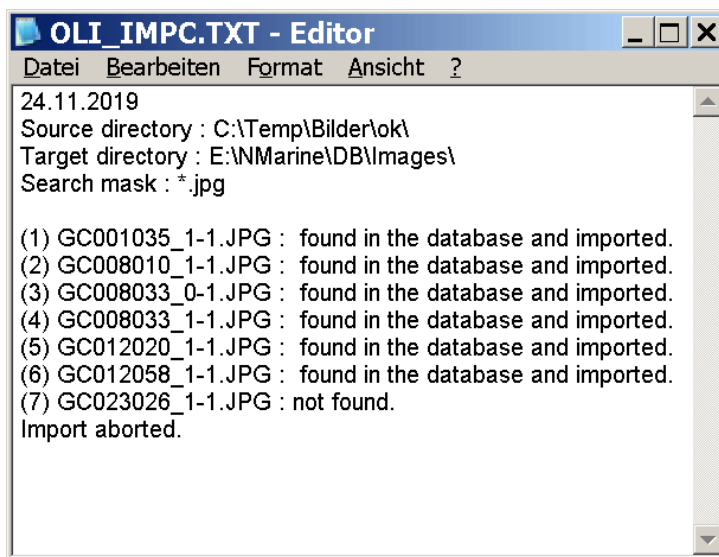 OLI_IMPC.TXT - Editor
Datei Bearbeiten Format Ansicht ?
24.11.2019
Source directory : C:\Temp\Bilder\ok\
Target directory : E:\NMarine\DB\Images\
Search mask : *.jpg
(1) GC001035_1-1.JPG :  found in the database and imported.
(2) GC008010_1-1.JPG :  found in the database and imported.
(3) GC008033_0-1.JPG :  found in the database and imported.
(4) GC008033_1-1.JPG :  found in the database and imported.
(5) GC012020_1-1.JPG :  found in the database and imported.
(6) GC012058_1-1.JPG :  found in the database and imported.
(7) GC023026_1-1.JPG : not found.
Import aborted.